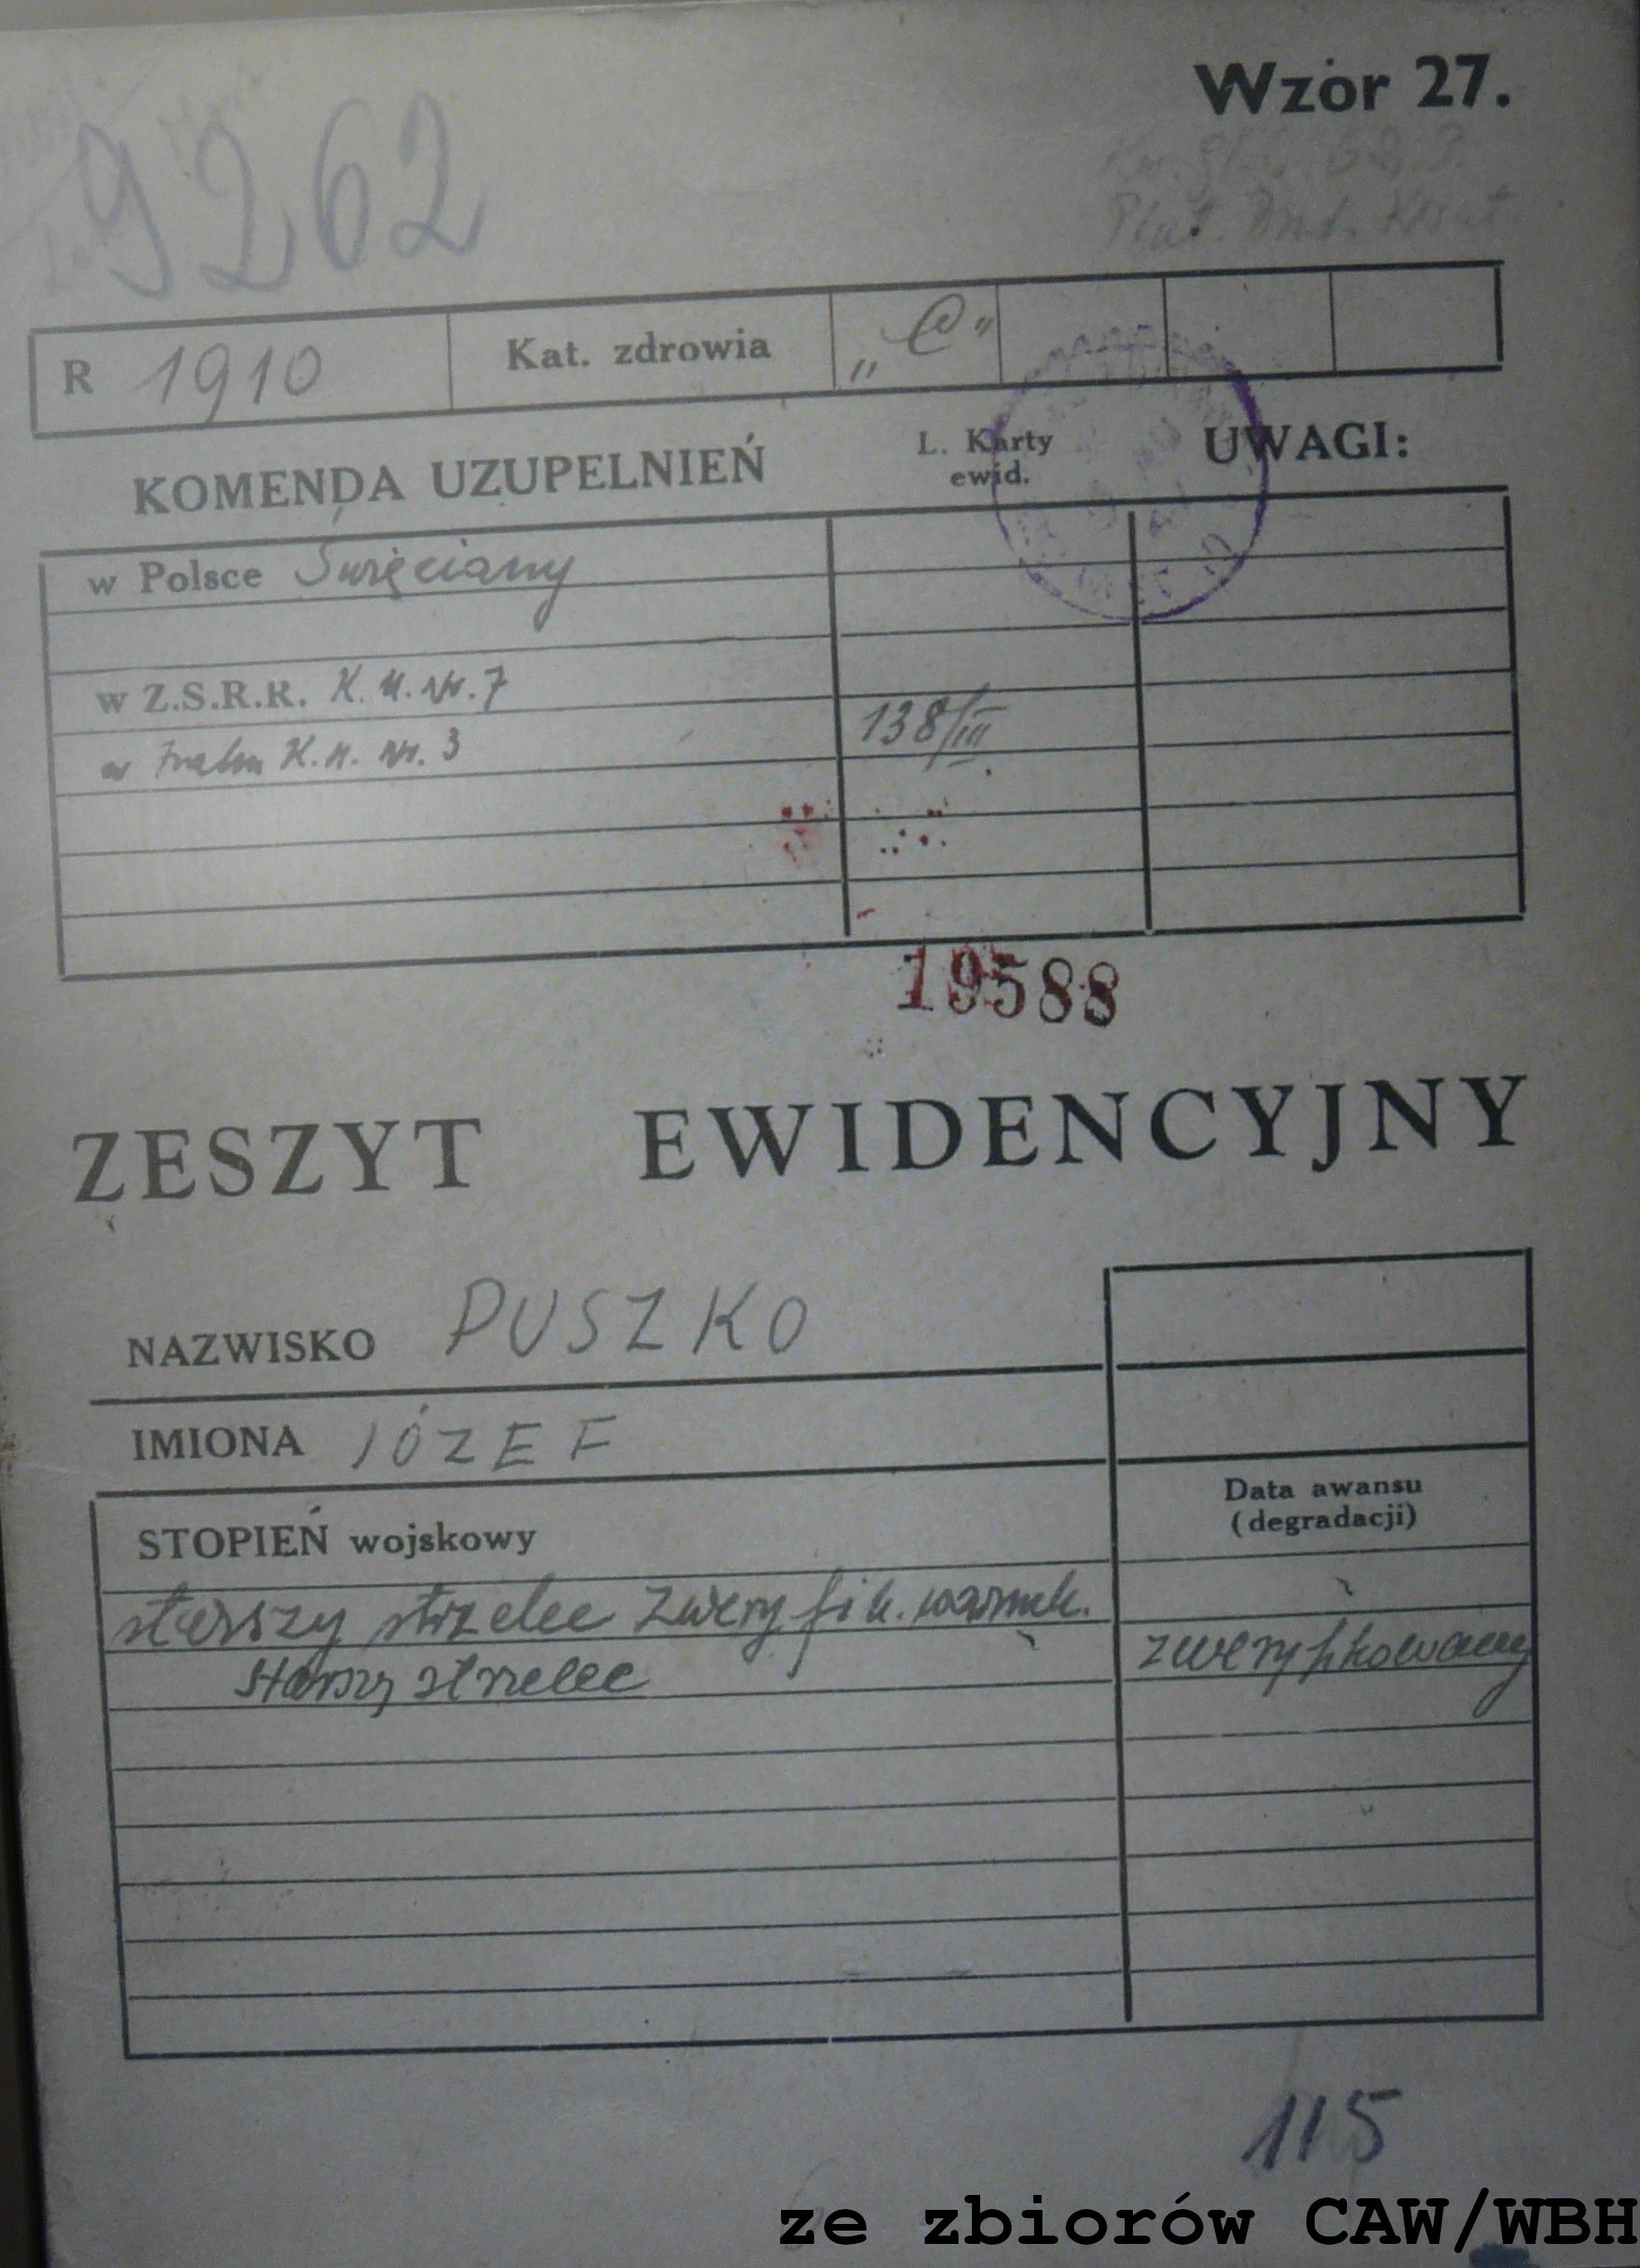 Wzór 27.
9262
R 1910 Kat. zdrowia „C"
KOMENDA UZUPEŁNIEŃ L. Karty ewid. UWAGI:
w Polsce Święciany
w Z.S.R.R. K. U. Nr. 7
w K. U. Nr. 3 138/III
19588
ZESZYT EWIDENCYJNY
NAZWISKO PUSZKO
IMIONA JÓZEF
STOPIEŃ wojskowy Data awansu
(degradacji)
starszy strzelec Zweryfik. warunk.
starszy strzelec zweryfikowany
115
ze zbiorów CAW/WBH